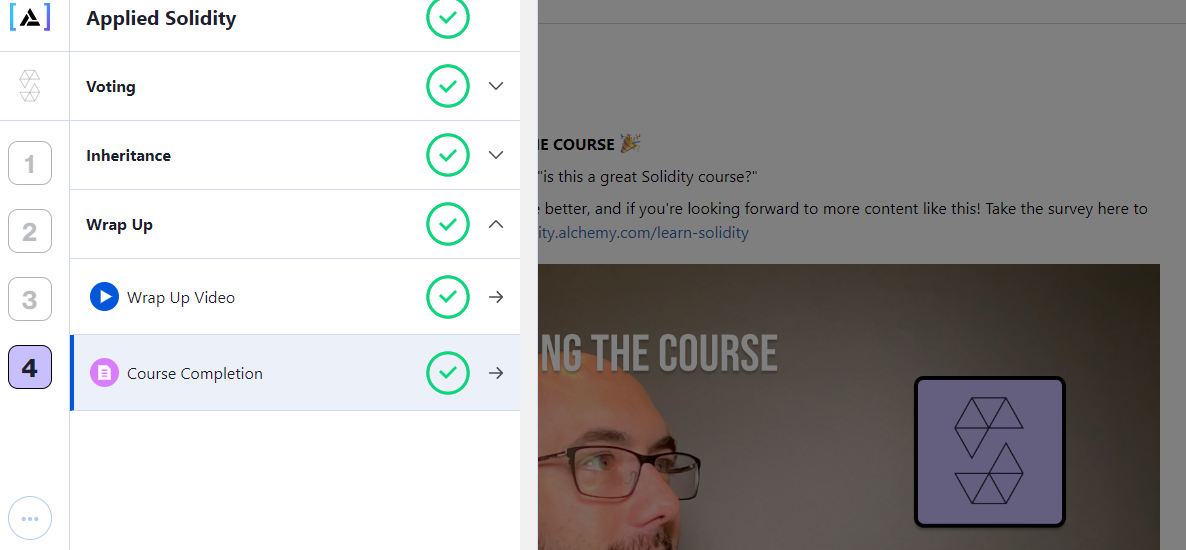 Applied Solidity
Voting
Inheritance
Wrap Up
Wrap Up Video
Course Completion
1
2
3
4
THE COURSE 🎉
"is this a great Solidity course?"
better, and if you're looking forward to more content like this! Take the survey here to
ity.alchemy.com/learn-solidity
NG THE COURSE